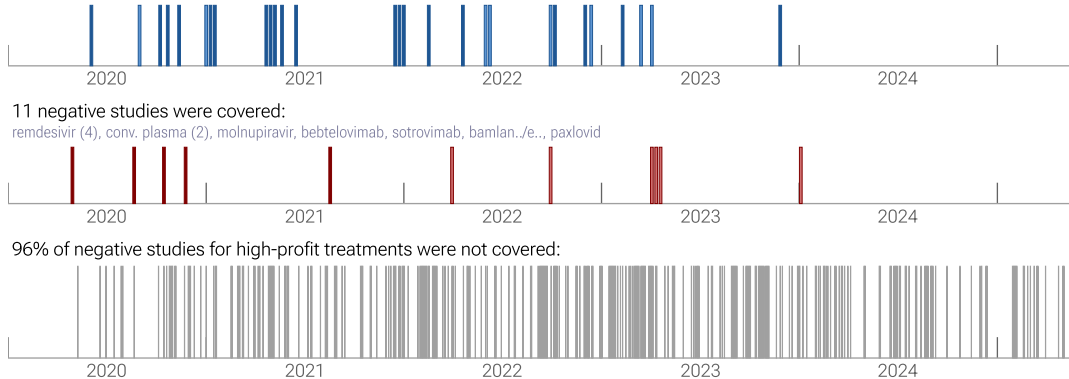 2020 2021 2022 2023 2024
11 negative studies were covered:
remdesivir (4), conv. plasma (2), molnupiravir, bebtelovimab, sotrovimab, bamlan../e.., paxlovid
2020 2021 2022 2023 2024
96% of negative studies for high-profit treatments were not covered:
2020 2021 2022 2023 2024